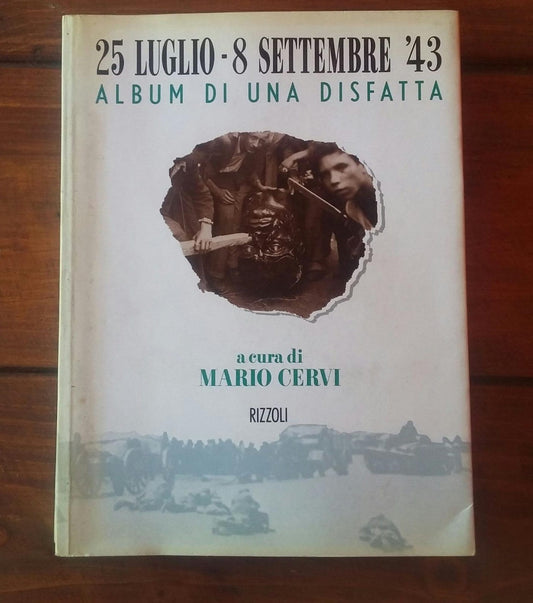 25 LUGLIO - 8 SETTEMBRE '43
ALBUM DI UNA DISFATTA
a cura di
MARIO CERVI
RIZZOLI